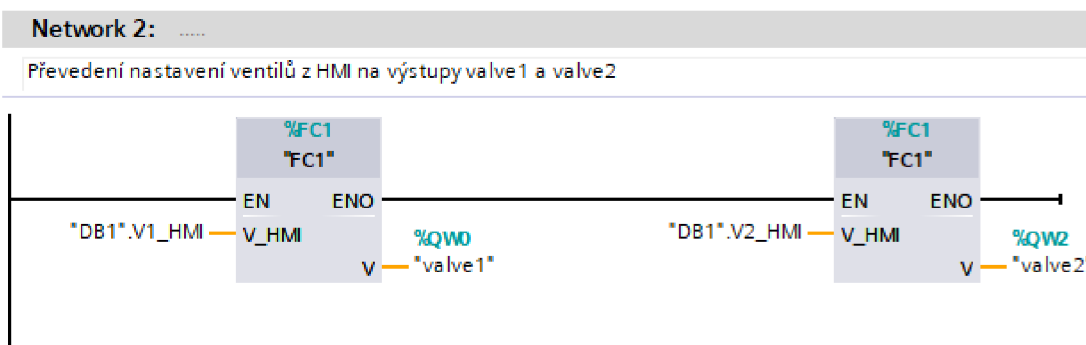 Network 2: .....
Převedení nastavení ventilů z HMI na výstupy valve1 a valve2
%FC1 %FC1
"FC1" "FC1"
EN ENO EN ENO
"DB1".V1_HMI V_HMI %QW0 "DB1".V2_HMI V_HMI %QW2
V "valve1" V "valve2"